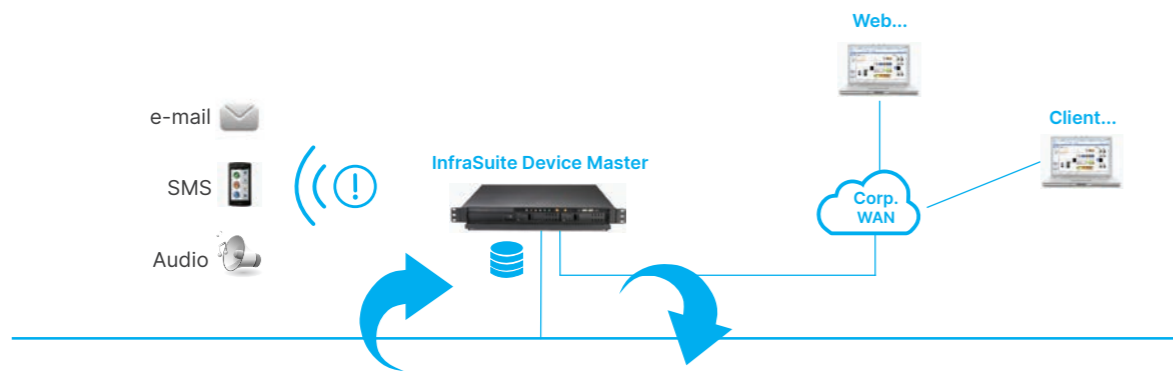 Web...
Client...
e-mail
InfraSuite Device Master
SMS
Corp.
WAN
Audio